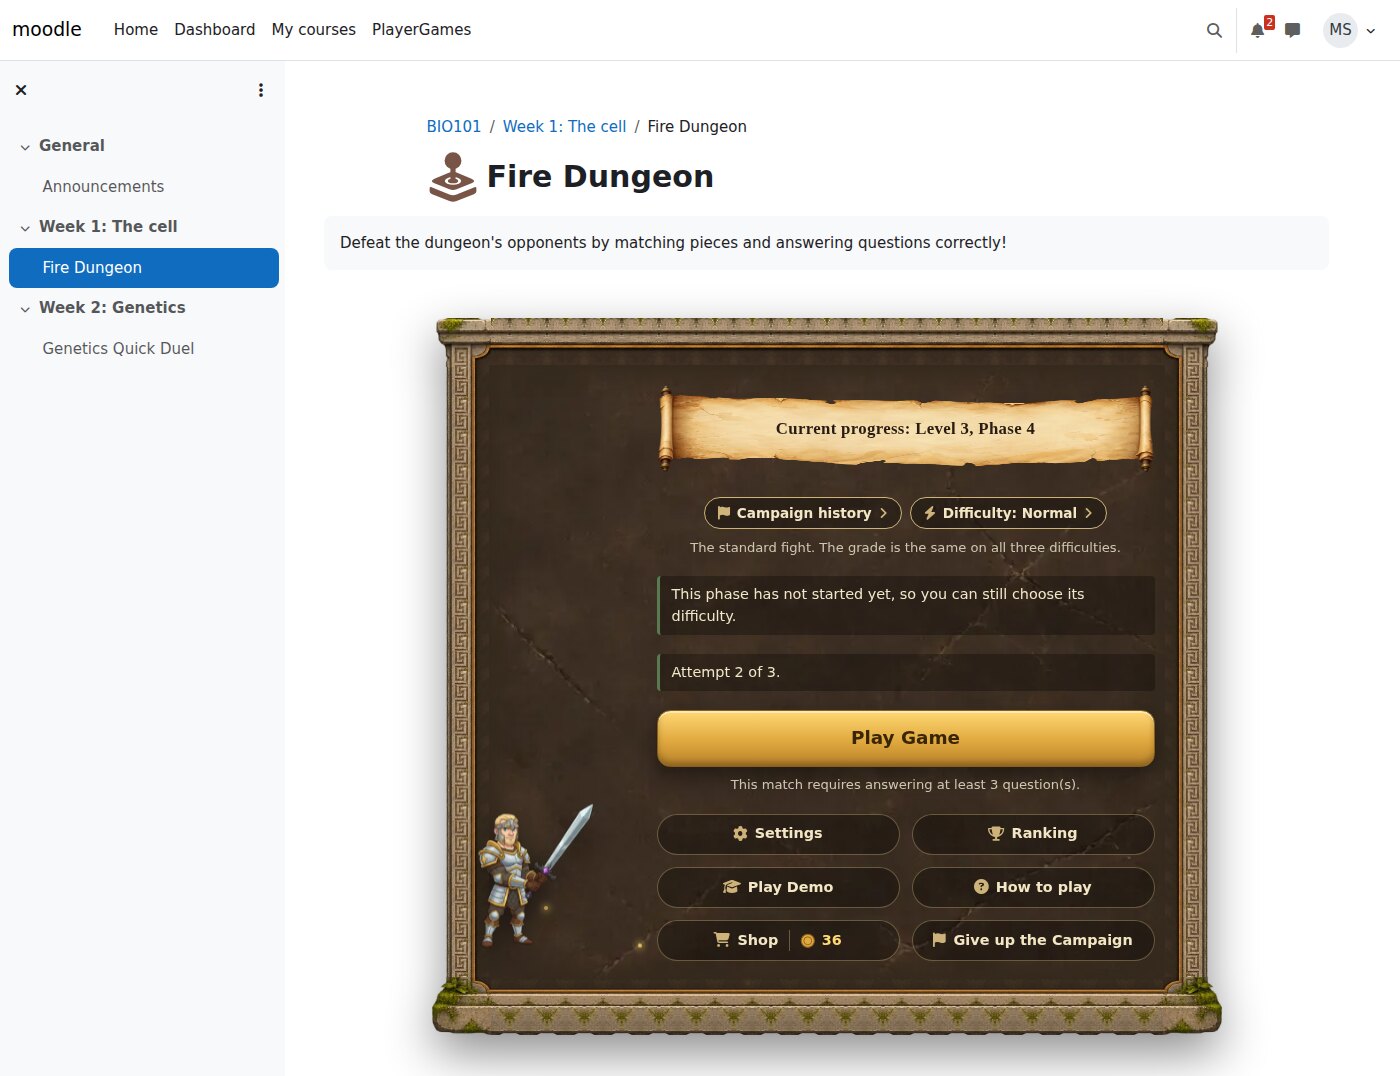 moodle
Home
Dashboard
My courses
PlayerGames
2
MS
General
Announcements
Week 1: The cell
Fire Dungeon
Week 2: Genetics
Genetics Quick Duel
BIO101 / Week 1: The cell / Fire Dungeon
Fire Dungeon
Defeat the dungeon's opponents by matching pieces and answering questions correctly!
Current progress: Level 3, Phase 4
Campaign history
Difficulty: Normal
The standard fight. The grade is the same on all three difficulties.
This phase has not started yet, so you can still choose its
difficulty.
Attempt 2 of 3.
Play Game
This match requires answering at least 3 question(s).
Settings
Ranking
Play Demo
How to play
Shop
36
Give up the Campaign